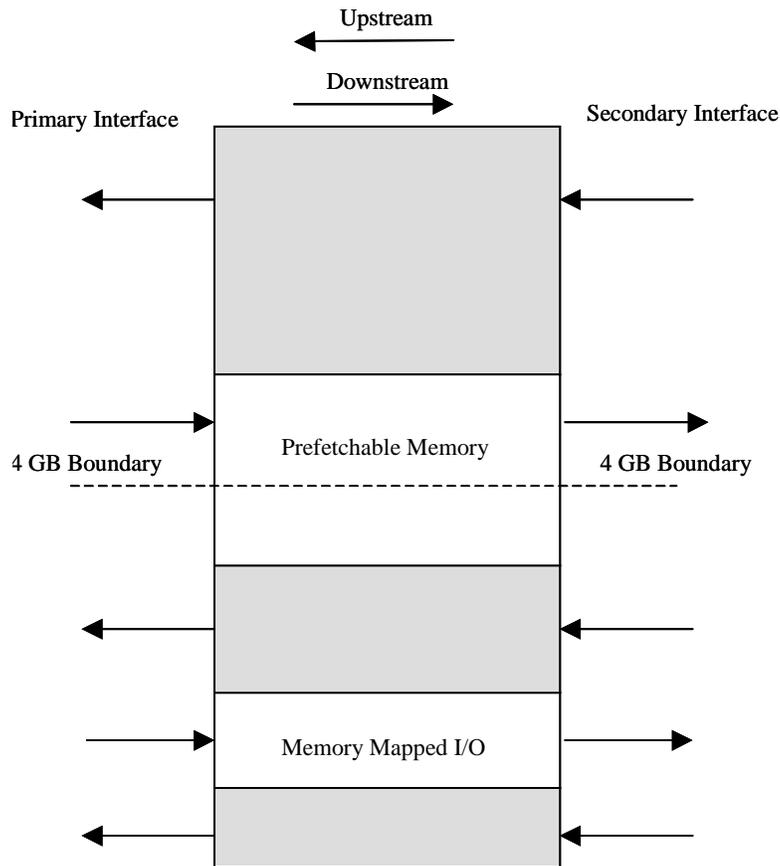 Upstream
Downstream
Primary Interface
Secondary Interface
Prefetchable Memory
4 GB Boundary
4 GB Boundary
Memory Mapped I/O